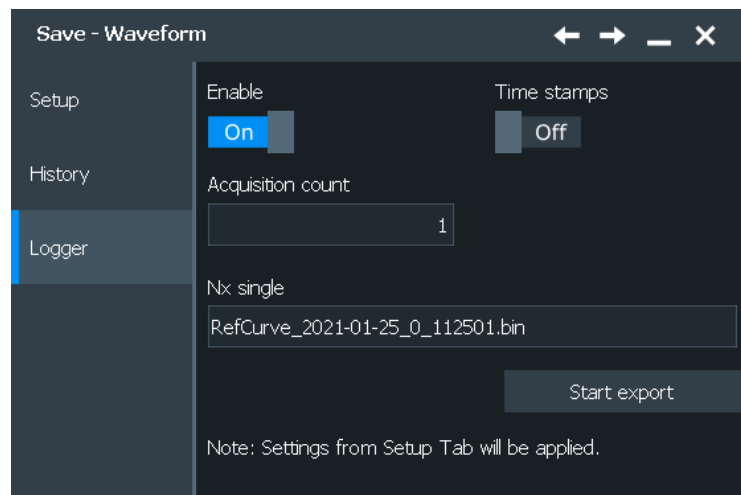 Save - Waveform
Setup
History
Logger
Enable
Time stamps
On
Off
Acquisition count
1
Nx single
RefCurve_2021-01-25_0_112501.bin
Start export
Note: Settings from Setup Tab will be applied.